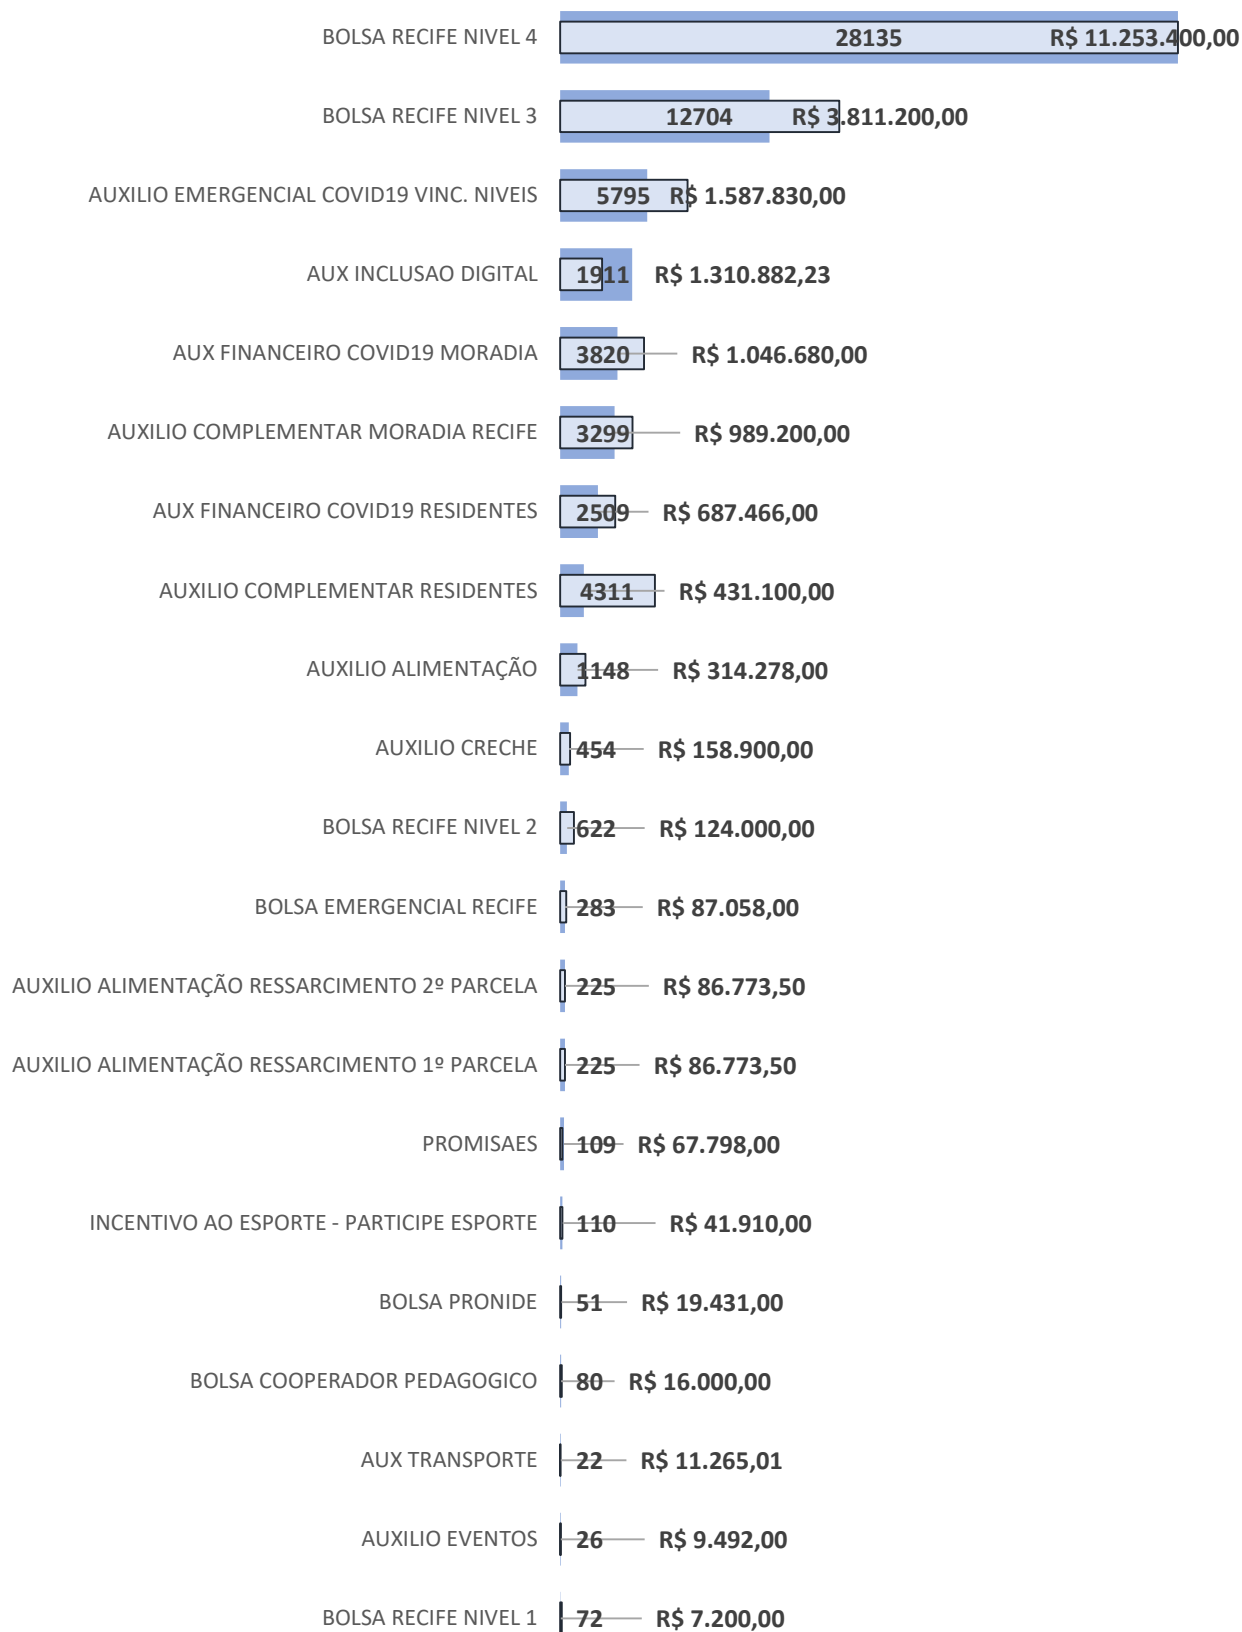 BOLSA RECIFE NIVEL 4 28135 R$ 11.253.400,00
BOLSA RECIFE NIVEL 3 12704 R$ 3.811.200,00
AUXILIO EMERGENCIAL COVID19 VINC. NIVEIS 5795 R$ 1.587.830,00
AUX INCLUSAO DIGITAL 1911 R$ 1.310.882,23
AUX FINANCEIRO COVID19 MORADIA 3820 R$ 1.046.680,00
AUXILIO COMPLEMENTAR MORADIA RECIFE 3299 R$ 989.200,00
AUX FINANCEIRO COVID19 RESIDENTES 2509 R$ 687.466,00
AUXILIO COMPLEMENTAR RESIDENTES 4311 R$ 431.100,00
AUXILIO ALIMENTAÇÃO 1148 R$ 314.278,00
AUXILIO CRECHE 454 R$ 158.900,00
BOLSA RECIFE NIVEL 2 622 R$ 124.000,00
BOLSA EMERGENCIAL RECIFE 283 R$ 87.058,00
AUXILIO ALIMENTAÇÃO RESSARCIMENTO 2º PARCELA 225 R$ 86.773,50
AUXILIO ALIMENTAÇÃO RESSARCIMENTO 1º PARCELA 225 R$ 86.773,50
PROMISAES 109 R$ 67.798,00
INCENTIVO AO ESPORTE - PARTICIPE ESPORTE 110 R$ 41.910,00
BOLSA PRONIDE 51 R$ 19.431,00
BOLSA COOPERADOR PEDAGOGICO 80 R$ 16.000,00
AUX TRANSPORTE 22 R$ 11.265,01
AUXILIO EVENTOS 26 R$ 9.492,00
BOLSA RECIFE NIVEL 1 72 R$ 7.200,00